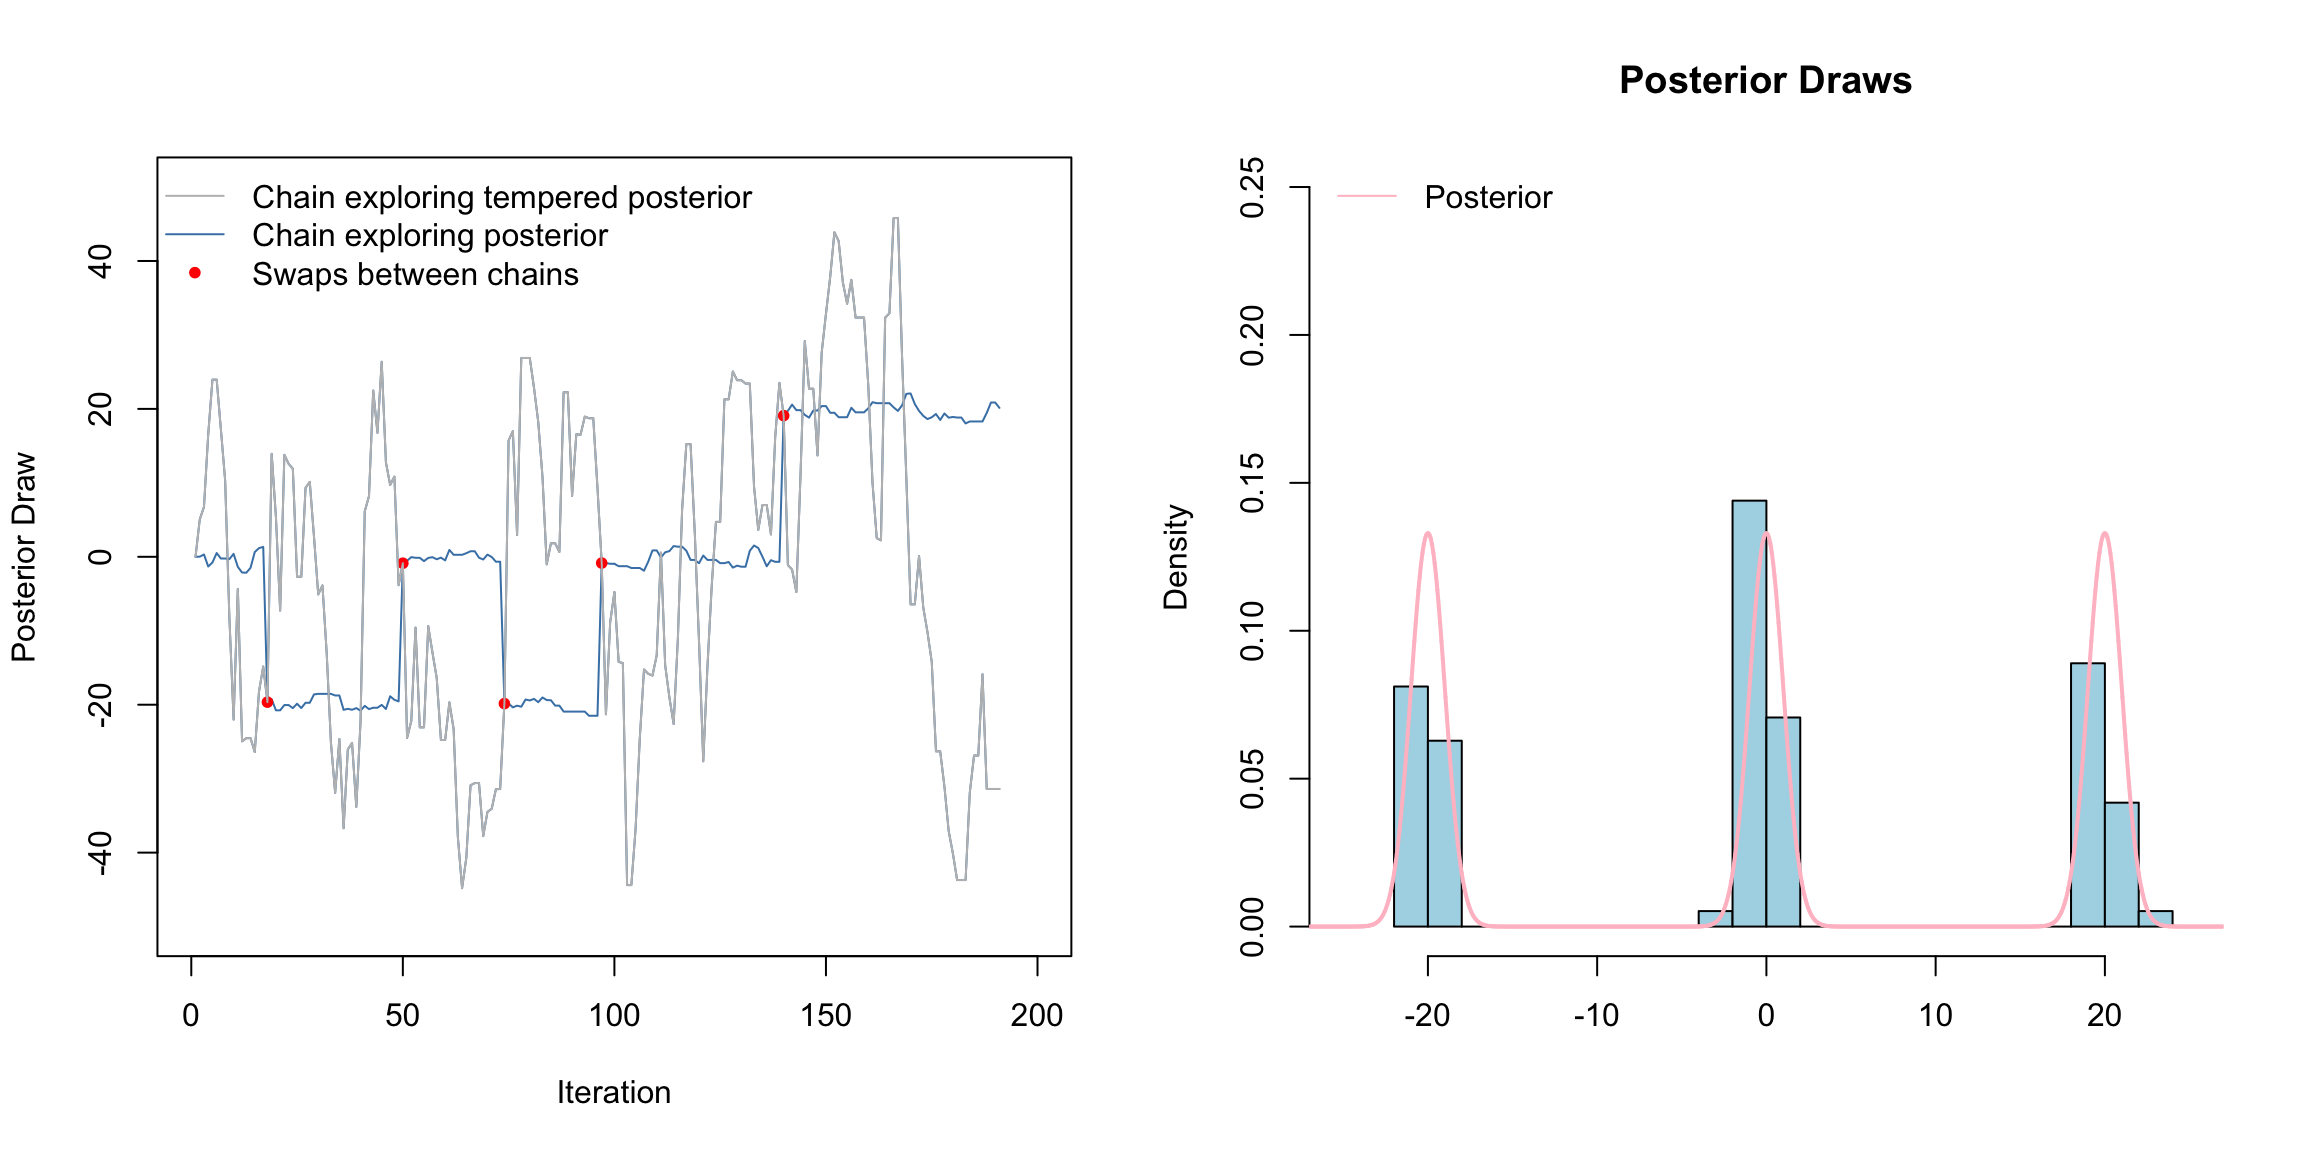 Chain exploring tempered posterior
Chain exploring posterior
Swaps between chains
Posterior Draw
40
20
0
-20
-40
0 50 100 150 200
Iteration
Posterior Draws
Posterior
Density
0.25
0.20
0.15
0.10
0.05
0.00
-20 -10 0 10 20